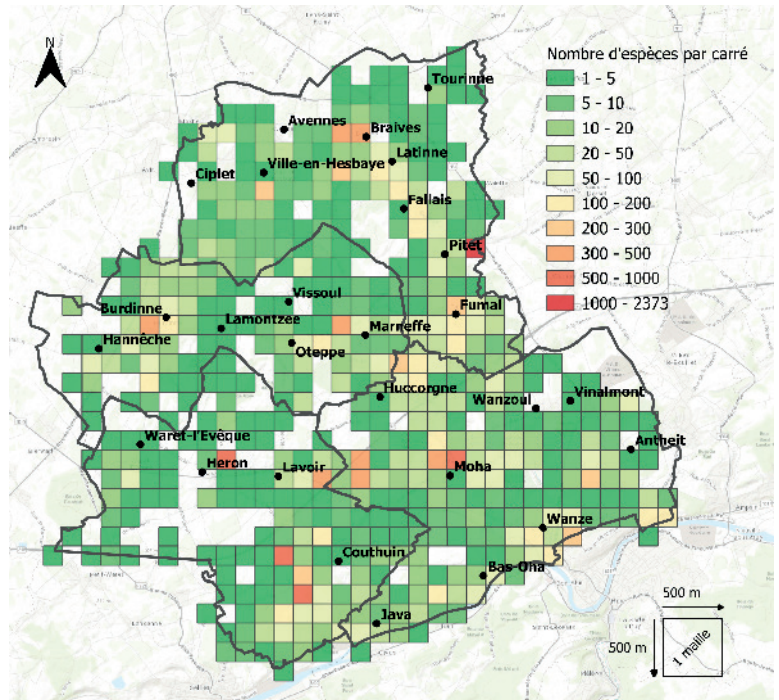 N
Nombre d'espèces par carré
1 - 5
5 - 10
10 - 20
20 - 50
50 - 100
100 - 200
200 - 300
300 - 500
500 - 1000
1000 - 2373
Tourinne
Avennes
Braives
Latinne
Ville-en-Hesbaye
Ciplet
Fallais
Pitet
Vissoul
Burdinne
Fumal
Lamontzee
Marneffe
Hannêche
Oteppe
Huccorgne
Wanzoul
Vinalmont
Waret-l'Evêque
Antheit
Heron
Lavoir
Moha
Wanze
Couthuin
Bas-Oha
Java
500 m
500 m
1 maille